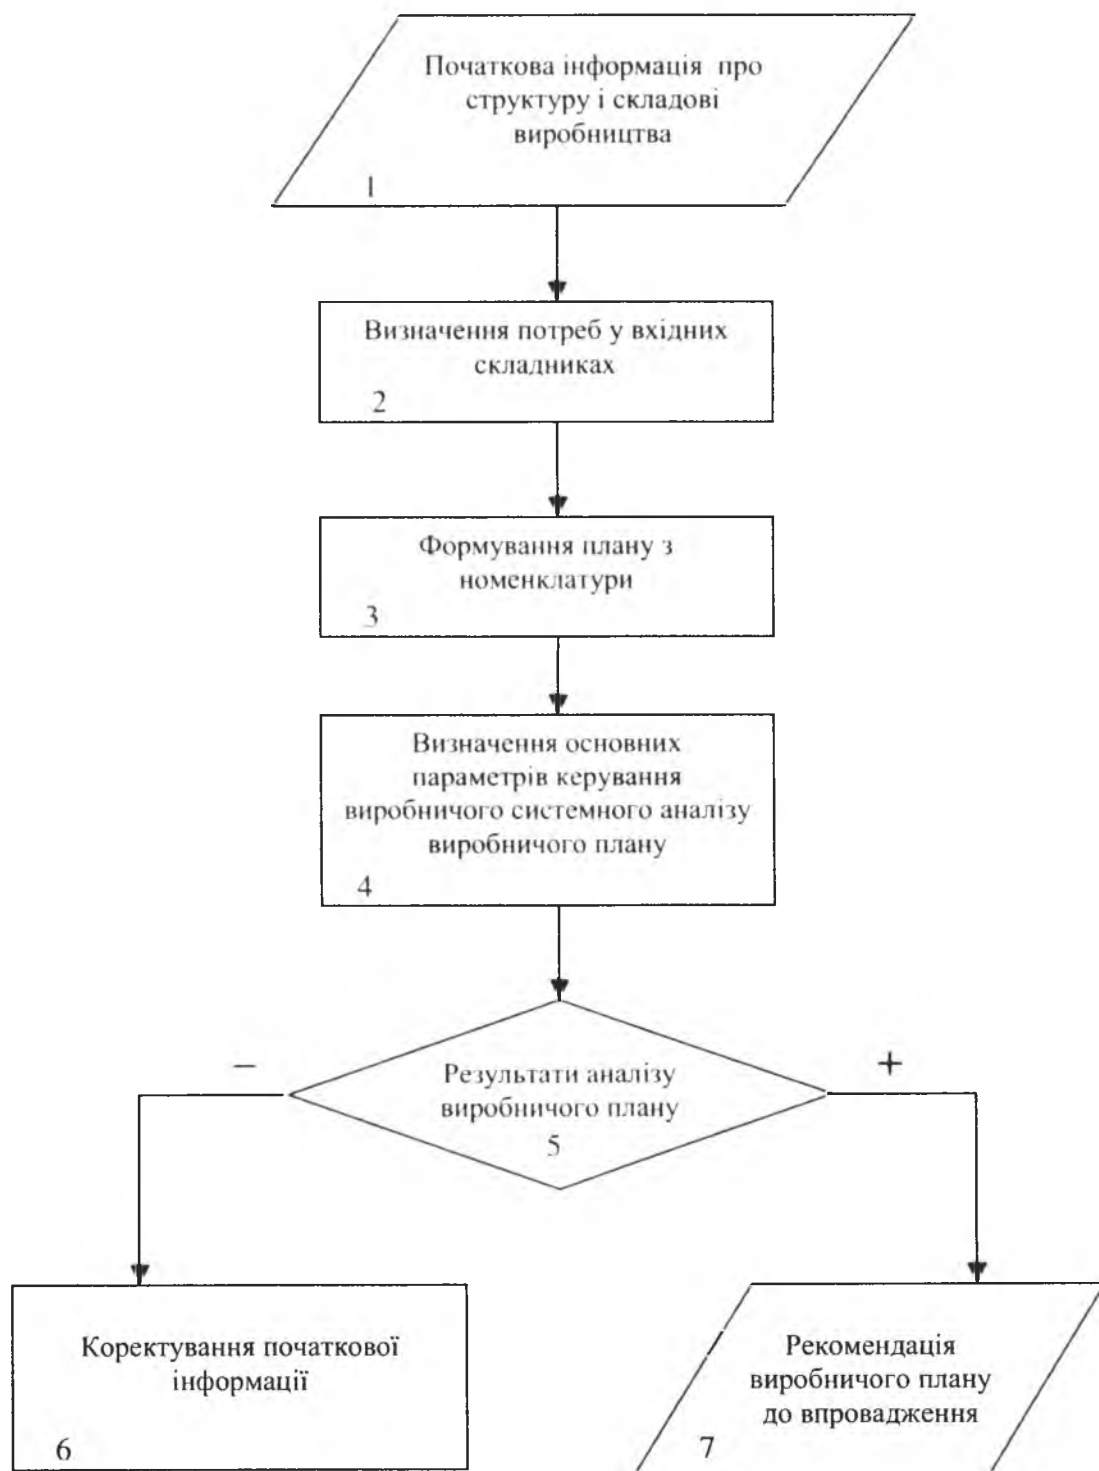 Початкова інформація про
структуру і складові
виробництва
1
Визначення потреб у вхідних
складниках
2
Формування плану з
номенклатури
3
Визначення основних
параметрів керування
виробничого системного аналізу
виробничого плану
4
−
+
Результати аналізу
виробничого плану
5
Коректування початкової
інформації
6
Рекомендація
виробничого плану
до впровадження
7